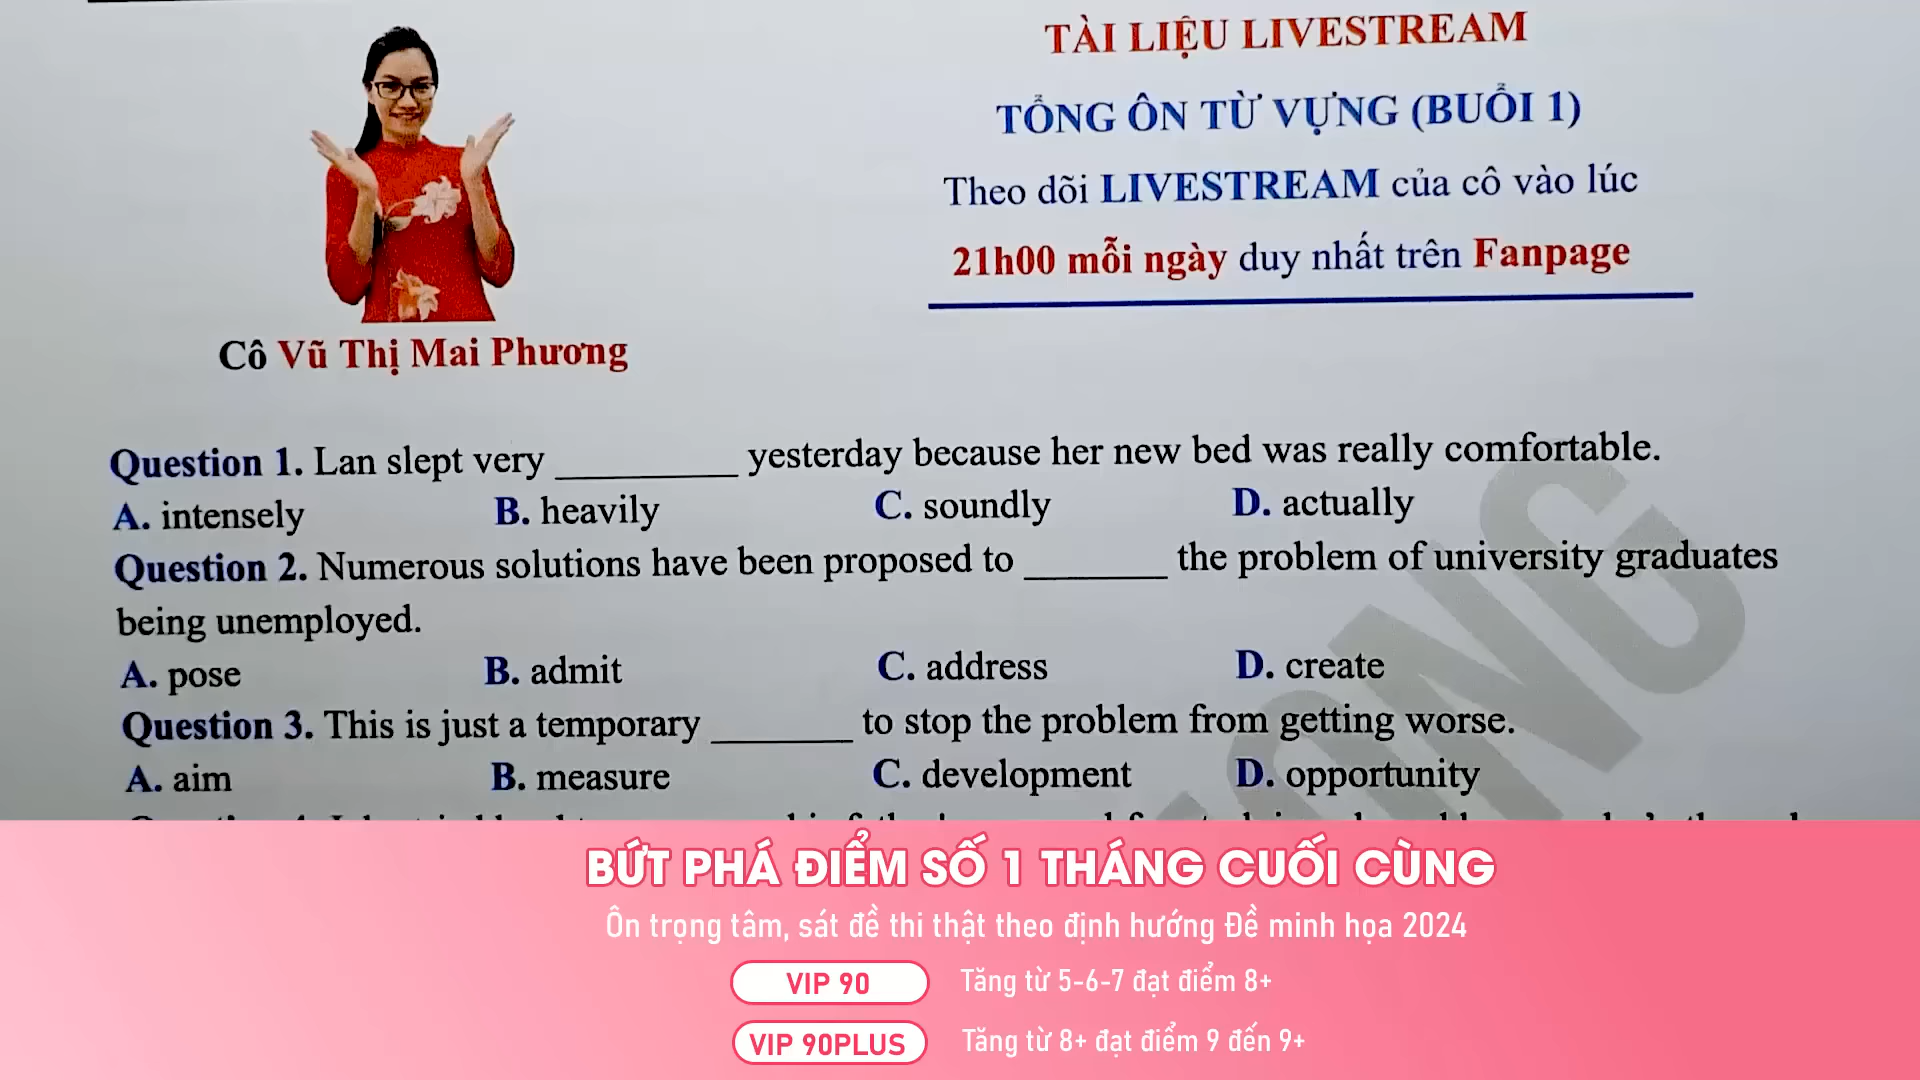 TÀI LIỆU LIVESTREAM
TỔNG ÔN TỪ VỰNG (BUỔI 1)
Theo dõi LIVESTREAM của cô vào lúc
21h00 mỗi ngày duy nhất trên Fanpage
Cô Vũ Thị Mai Phương
Question 1. Lan slept very ________ yesterday because her new bed was really comfortable.
A. intensely B. heavily C. soundly D. actually
Question 2. Numerous solutions have been proposed to ________ the problem of university graduates
being unemployed.
A. pose B. admit C. address D. create
Question 3. This is just a temporary ________ to stop the problem from getting worse.
A. aim B. measure C. development D. opportunity
BỨT PHÁ ĐIỂM SỐ 1 THÁNG CUỐI CÙNG
Ôn trọng tâm, sát đề thi thật theo định hướng Đề minh họa 2024
VIP 90 Tăng từ 5-6-7 đạt điểm 8+
VIP 90PLUS Tăng từ 8+ đạt điểm 9 đến 9+